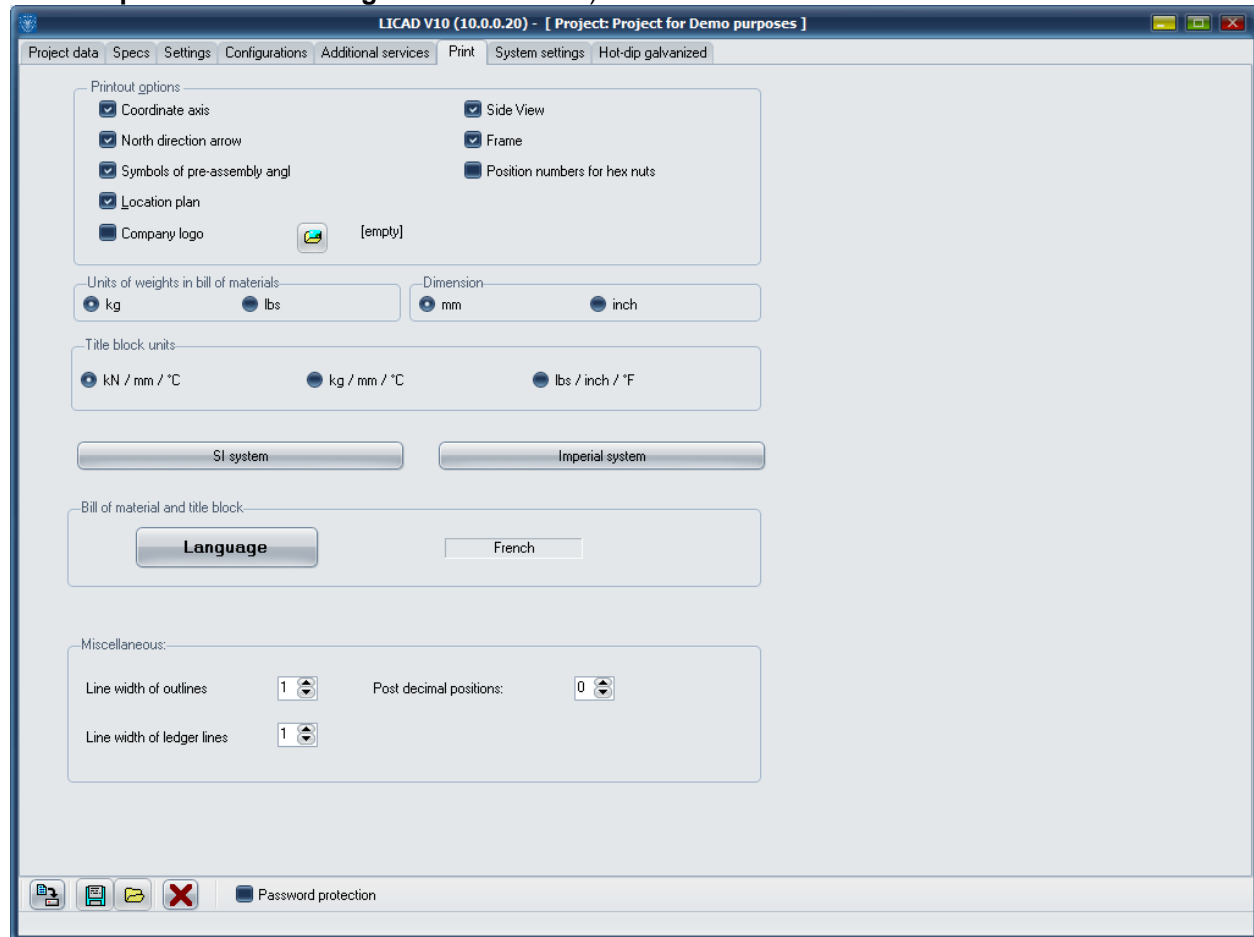 LICAD V10 (10.0.0.20) - [ Project: Project for Demo purposes ]
Project data Specs Settings Configurations Additional services Print System settings Hot-dip galvanized
Printout options
Coordinate axis Side View
North direction arrow Frame
Symbols of pre-assembly angl Position numbers for hex nuts
Location plan
Company logo [empty]
Units of weights in bill of materials Dimension
kg lbs mm inch
Title block units
kN / mm / °C kg / mm / °C lbs / inch / °F
SI system Imperial system
Bill of material and title block
Language French
Miscellaneous:
Line width of outlines 1 Post decimal positions: 0
Line width of ledger lines 1
Password protection